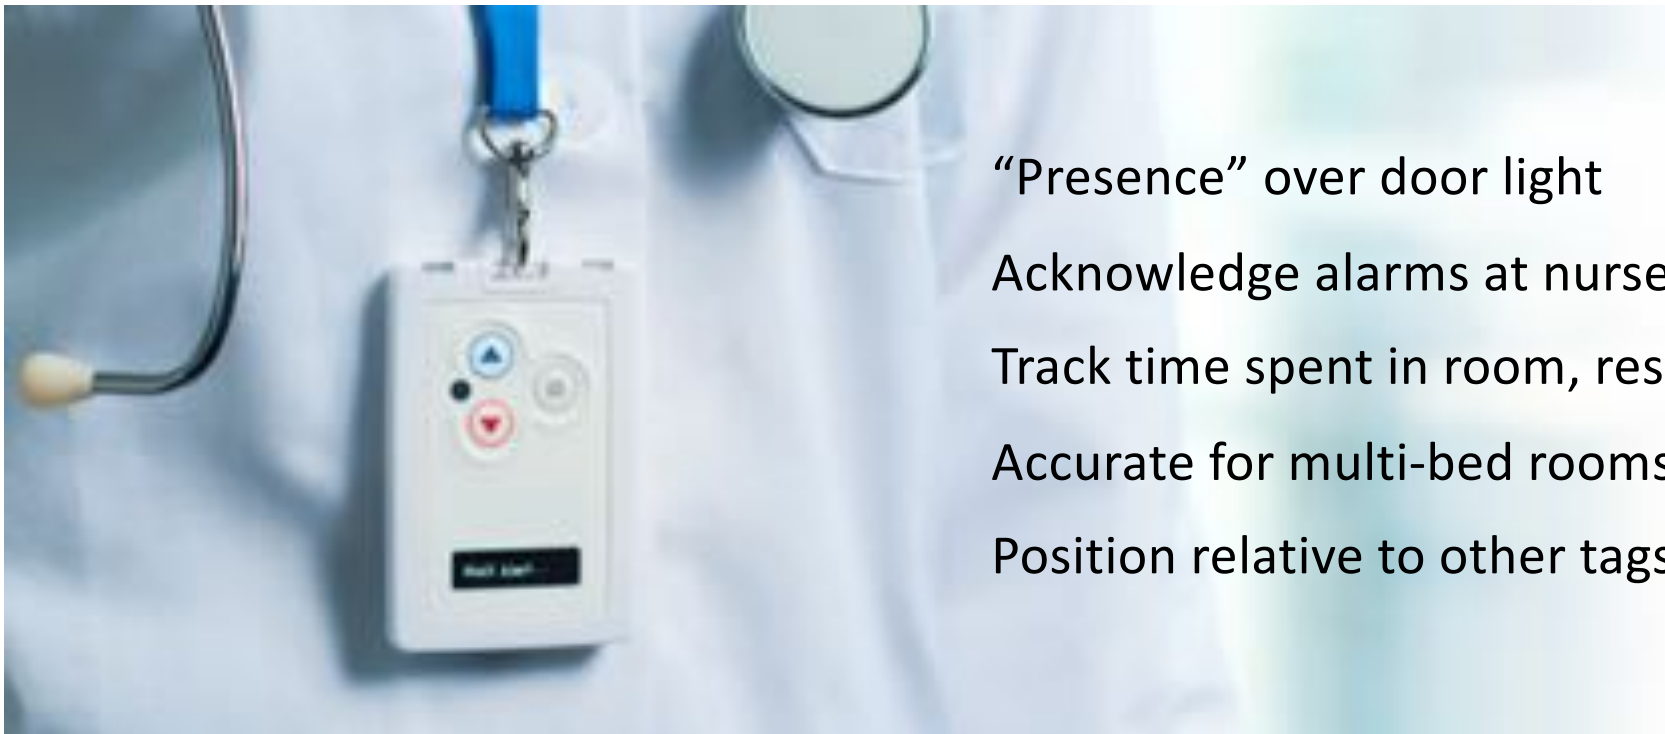 “Presence” over door light
Acknowledge alarms at nurse
Track time spent in room, res
Accurate for multi-bed rooms
Position relative to other tags